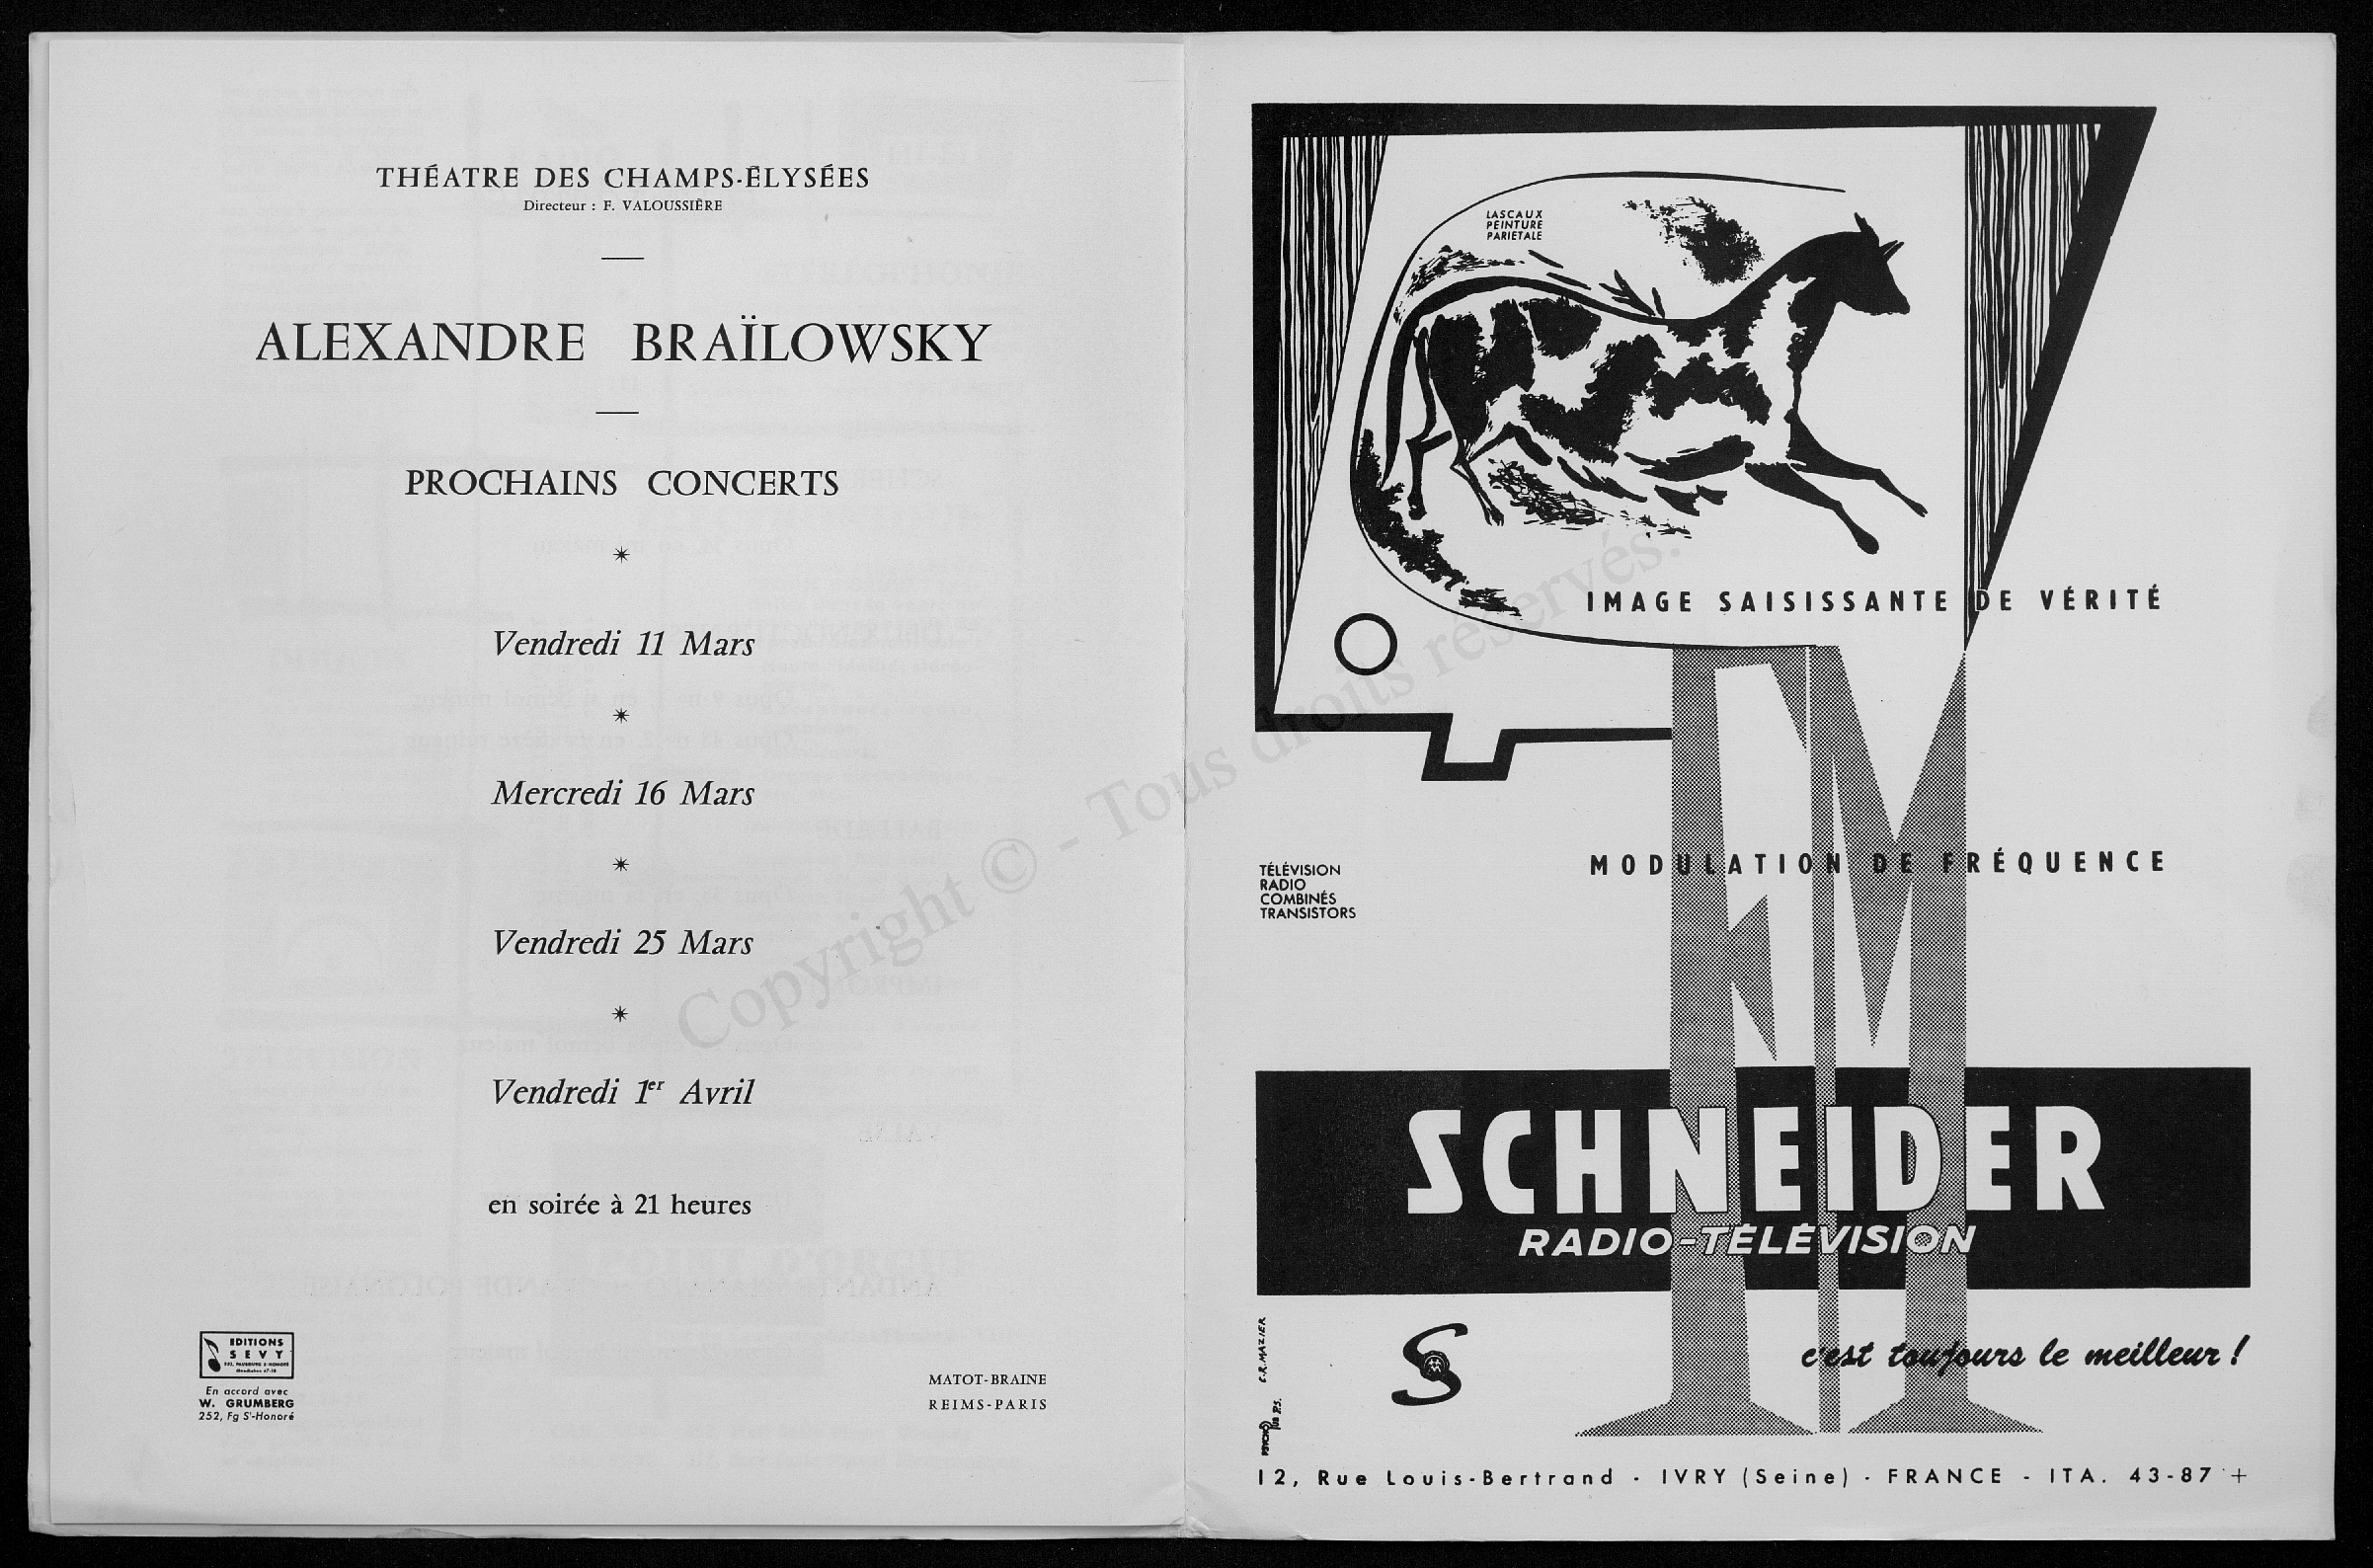 THÉATRE DES CHAMPS-ÉLYSÉES
Directeur : F. VALOUSSIÈRE
ALEXANDRE BRAÏLOWSKY
PROCHAINS CONCERTS
Vendredi 11 Mars
Mercredi 16 Mars
Vendredi 25 Mars
Vendredi 1er Avril
en soirée à 21 heures
EDITIONS
SEVY
En accord avec
W. GRUMBERG
252, Fg St-Honoré
MATOT-BRAINE
REIMS-PARIS
LASCAUX
PEINTURE
PARIETALE
IMAGE SAISISSANTE DE VÉRITÉ
FM
MODULATION DE FRÉQUENCE
TÉLÉVISION
RADIO
COMBINÉS
TRANSISTORS
SCHNEIDER
RADIO-TÉLÉVISION
C.R. MAZIER
S
c'est toujours le meilleur !
12, Rue Louis-Bertrand - IVRY (Seine) - FRANCE - ITA. 43-87 +
Copyright © - Tous droits réservés.